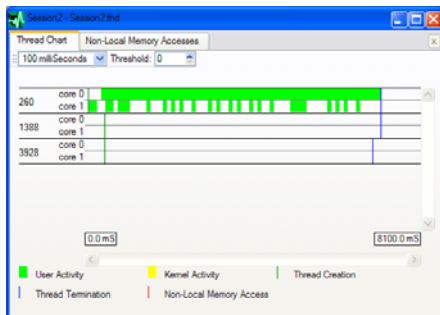 Session2 - Session2.thd
Thread Chart Non-Local Memory Accesses
100 milliSeconds Threshold: 0
260 core 0
core 1
1388 core 0
core 1
3928 core 0
core 1
0.0 mS 8100.0 mS
User Activity Kernel Activity Thread Creation
Thread Termination Non-Local Memory Access